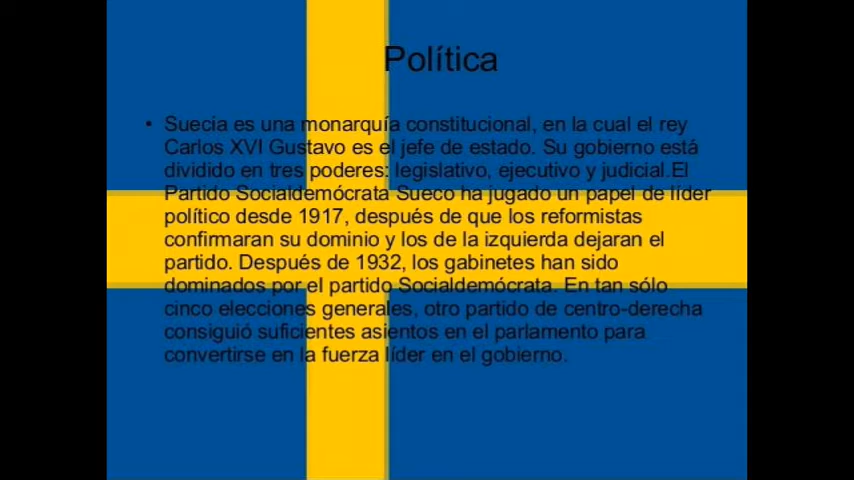 Política
• Suecia es una monarquía constitucional, en la cual el rey
Carlos XVI Gustavo es el jefe de estado. Su gobierno está
dividido en tres poderes: legislativo, ejecutivo y judicial.El
Partido Socialdemócrata Sueco ha jugado un papel de líder
político desde 1917, después de que los reformistas
confirmaran su dominio y los de la izquierda dejaran el
partido. Después de 1932, los gabinetes han sido
dominados por el partido Socialdemócrata. En tan sólo
cinco elecciones generales, otro partido de centro-derecha
consiguió suficientes asientos en el parlamento para
convertirse en la fuerza líder en el gobierno.